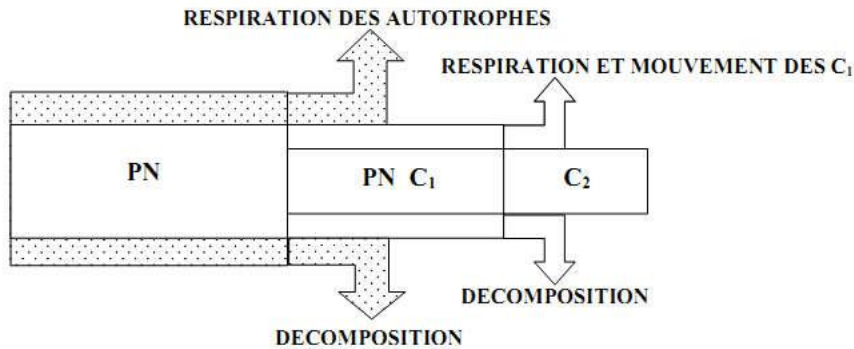 RESPIRATION DES AUTOTROPHES
RESPIRATION ET MOUVEMENT DES C₁
PN
PN C₁
C₂
DECOMPOSITION
DECOMPOSITION